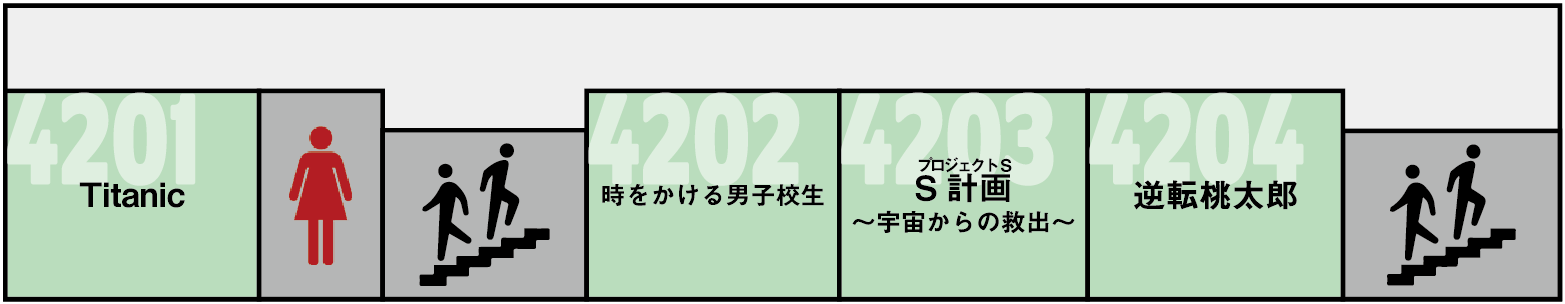 4201
Titanic
4202
時をかける男子校生
4203
プロジェクトS
S計画
～宇宙からの救出～
4204
逆転桃太郎